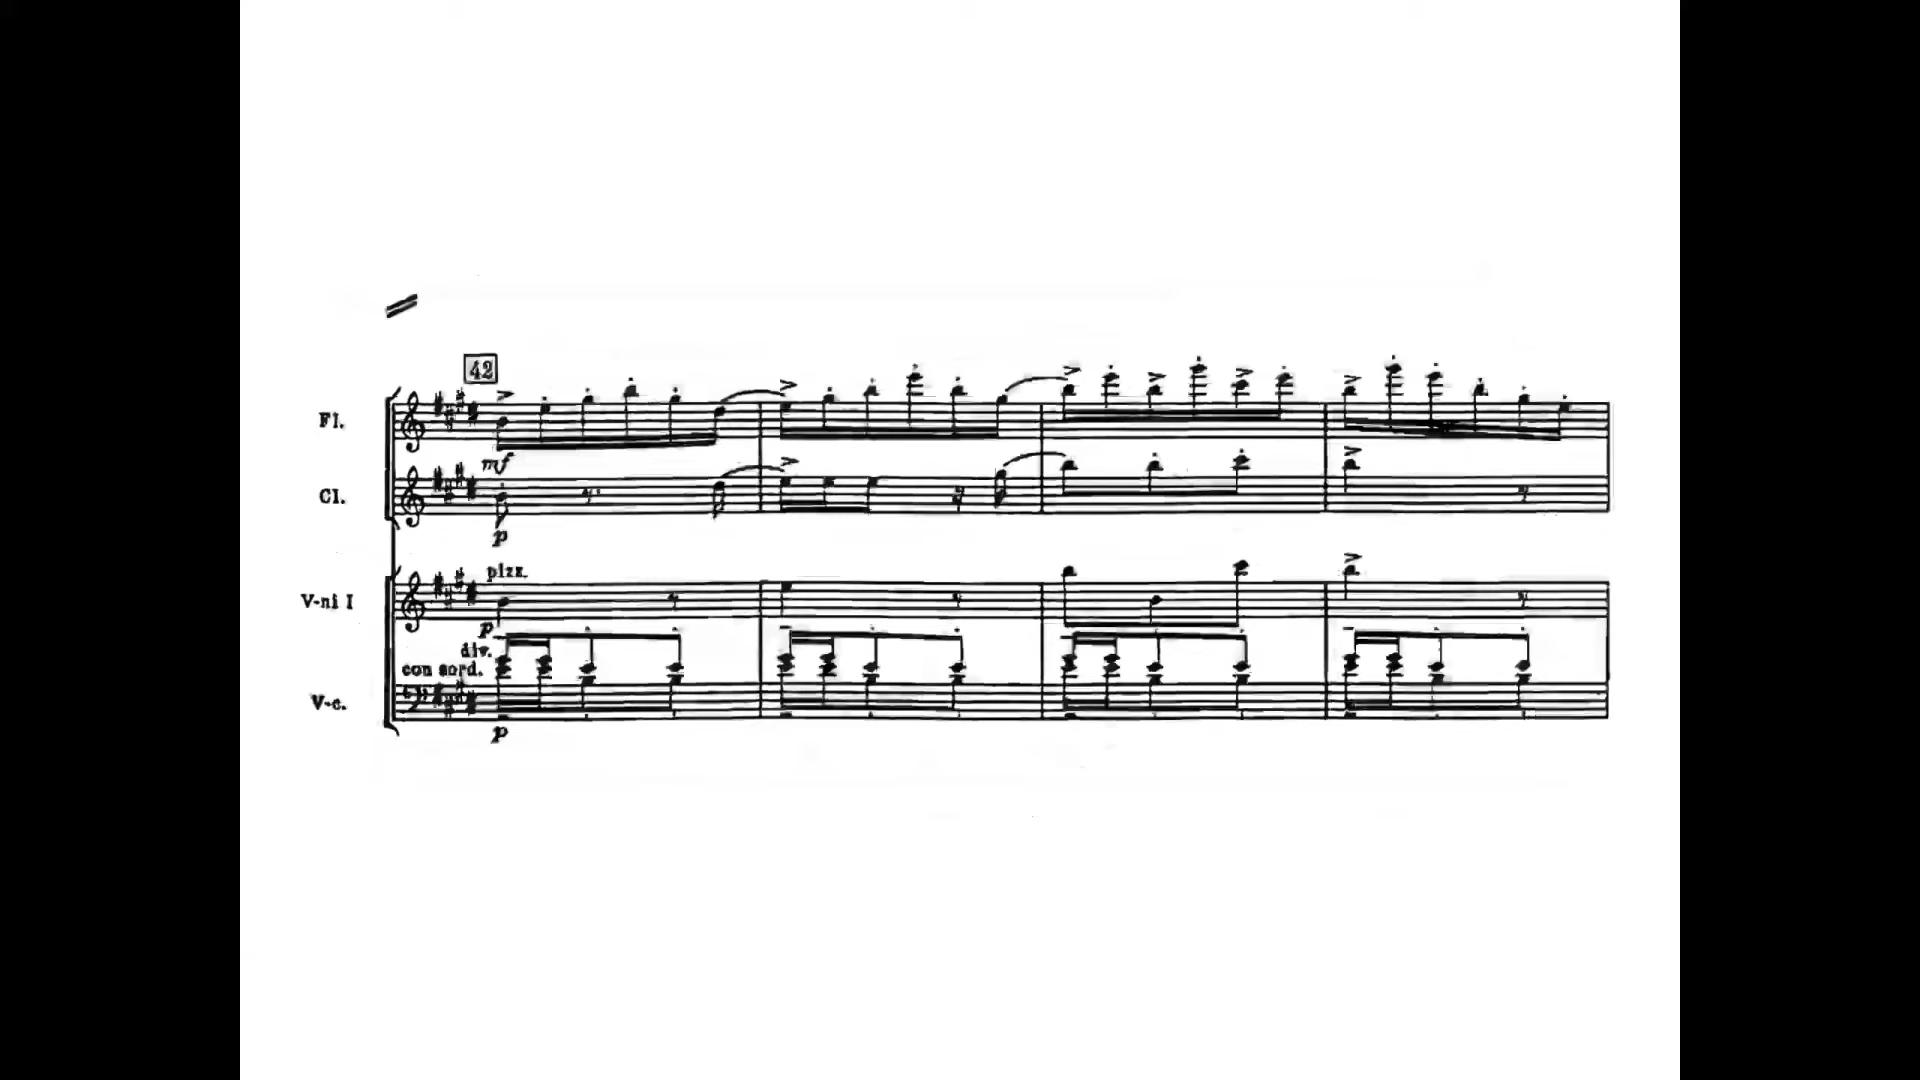 42
Fl.
mf
Cl.
p
pizz.
V-ni I
p
div.
con sord.
V-c.
p